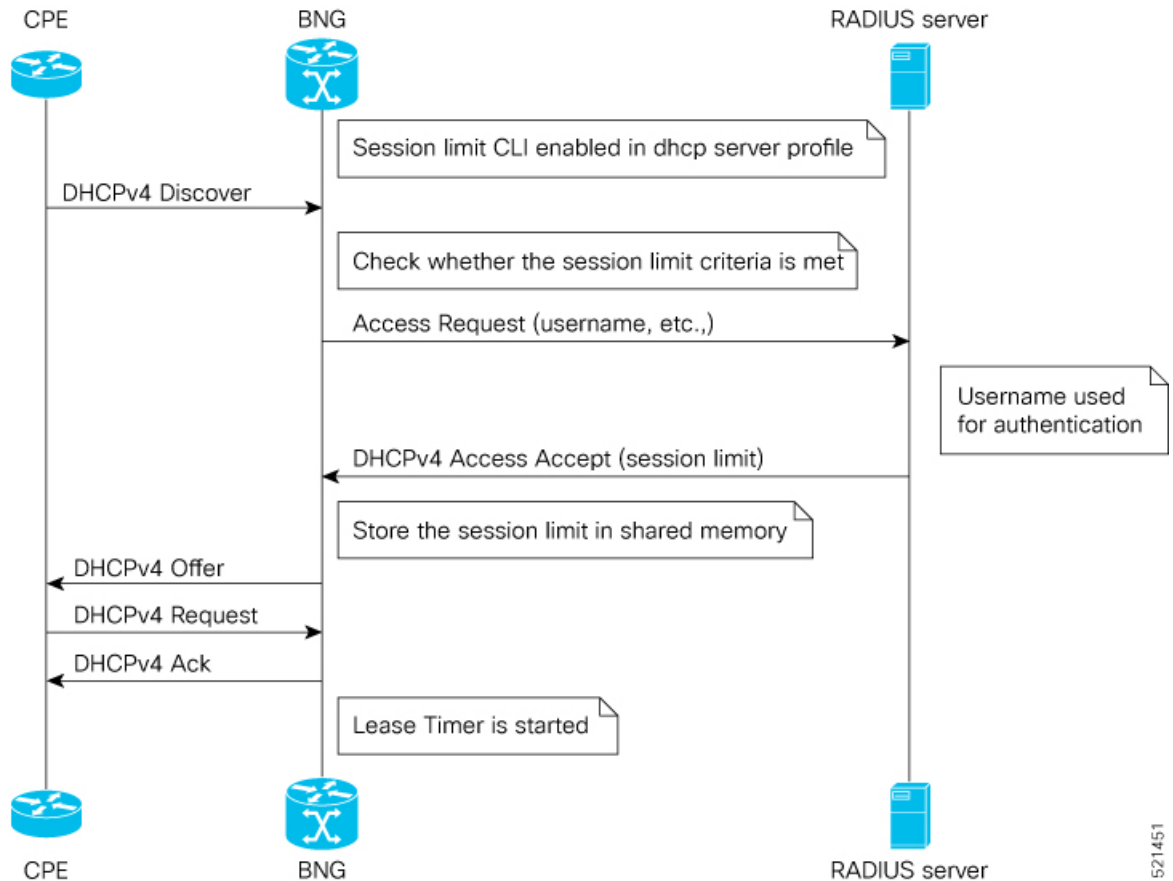 CPE
BNG
RADIUS server
Session limit CLI enabled in dhcp server profile
DHCPv4 Discover
Check whether the session limit criteria is met
Access Request (username, etc.,)
Username used
for authentication
DHCPv4 Access Accept (session limit)
Store the session limit in shared memory
DHCPv4 Offer
DHCPv4 Request
DHCPv4 Ack
Lease Timer is started
CPE
BNG
RADIUS server
521451